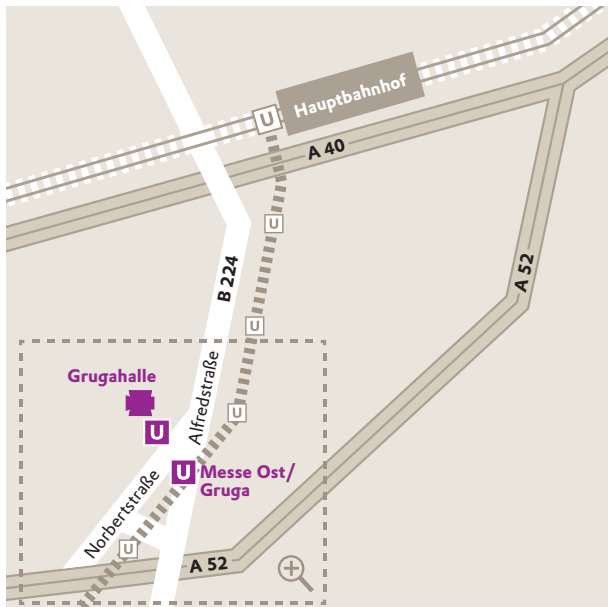 U
Hauptbahnhof
A 40
U
A 52
B 224
U
Alfredstraße
Grugahalle
U
U
U
Messe Ost/
Gruga
Norbertstraße
U
A 52